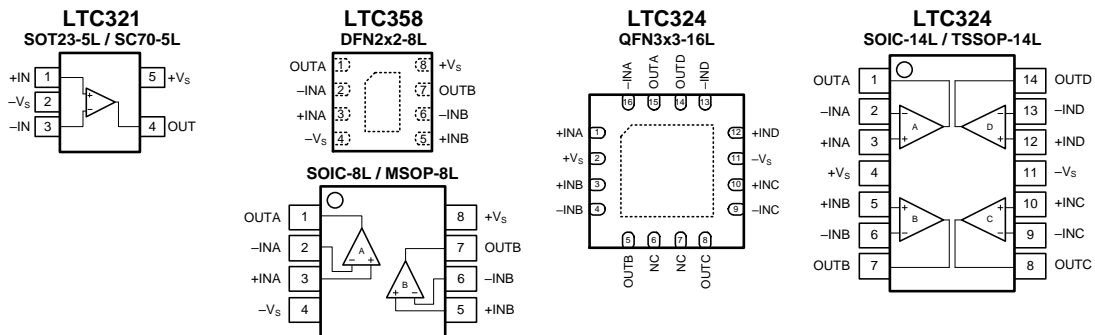 LTC321
SOT23-5L / SC70-5L
+IN 1
–VS 2
–IN 3
5 +VS
4 OUT
+
–
LTC358
DFN2x2-8L
OUTA 1
–INA 2
+INA 3
–VS 4
8 +VS
7 OUTB
6 –INB
5 +INB
SOIC-8L / MSOP-8L
OUTA 1
–INA 2
+INA 3
–VS 4
8 +VS
7 OUTB
6 –INB
5 +INB
A
– +
B
+ –
LTC324
QFN3x3-16L
–INA OUTA OUTD –IND
16 15 14 13
+INA 1
+VS 2
+INB 3
–INB 4
12 +IND
11 –VS
10 +INC
9 –INC
5 6 7 8
OUTB NC NC OUTC
LTC324
SOIC-14L / TSSOP-14L
OUTA 1
–INA 2
+INA 3
+VS 4
+INB 5
–INB 6
OUTB 7
14 OUTD
13 –IND
12 +IND
11 –VS
10 +INC
9 –INC
8 OUTC
– A D –
+ +
+ B C +
– –